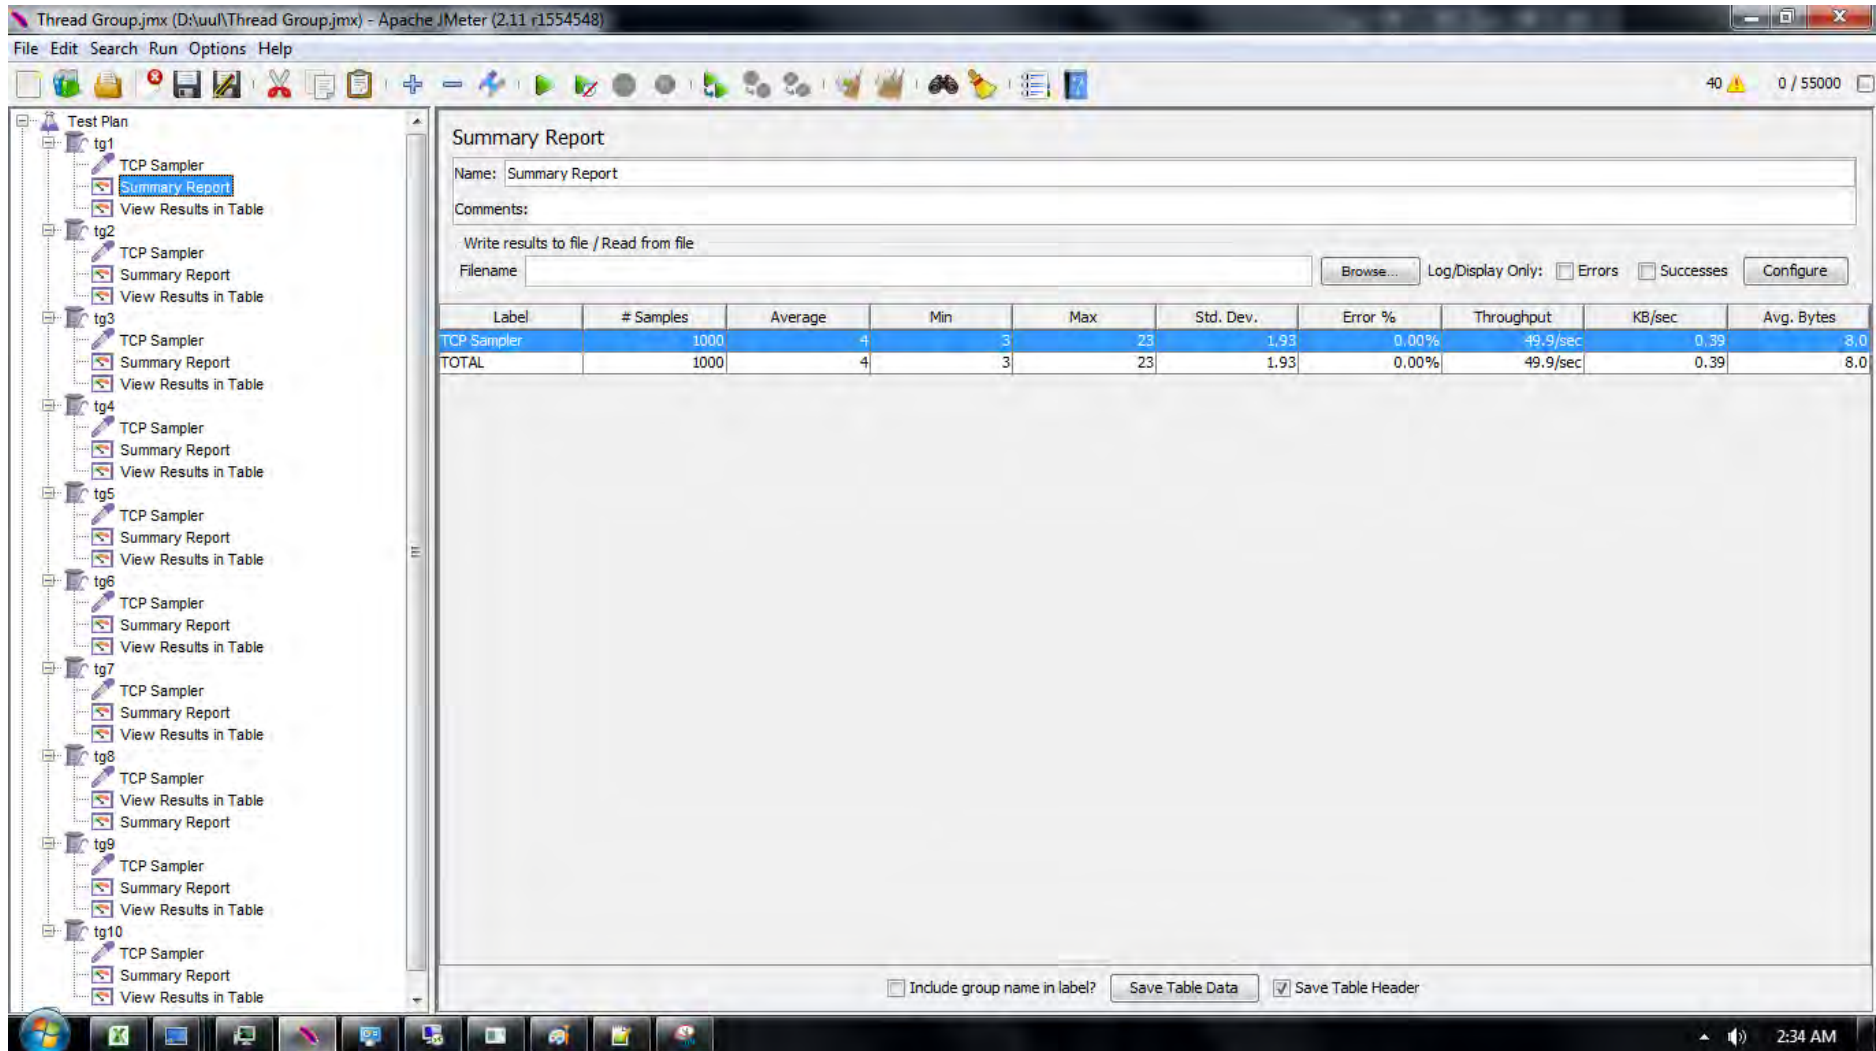 Thread Group.jmx (D:\uul\Thread Group.jmx) - Apache JMeter (2.11 r1554548)
File Edit Search Run Options Help
40 0 / 55000
Test Plan
tg1
TCP Sampler
Summary Report
View Results in Table
tg2
TCP Sampler
Summary Report
View Results in Table
tg3
TCP Sampler
Summary Report
View Results in Table
tg4
TCP Sampler
Summary Report
View Results in Table
tg5
TCP Sampler
Summary Report
View Results in Table
tg6
TCP Sampler
Summary Report
View Results in Table
tg7
TCP Sampler
Summary Report
View Results in Table
tg8
TCP Sampler
View Results in Table
Summary Report
tg9
TCP Sampler
Summary Report
View Results in Table
tg10
TCP Sampler
Summary Report
View Results in Table
Summary Report
Name: Summary Report
Comments:
Write results to file / Read from file
Filename Browse... Log/Display Only: Errors Successes Configure
Label # Samples Average Min Max Std. Dev. Error % Throughput KB/sec Avg. Bytes
TCP Sampler 1000 4 3 23 1.93 0.00% 49.9/sec 0.39 8.0
TOTAL 1000 4 3 23 1.93 0.00% 49.9/sec 0.39 8.0
Include group name in label? Save Table Data Save Table Header
2:34 AM